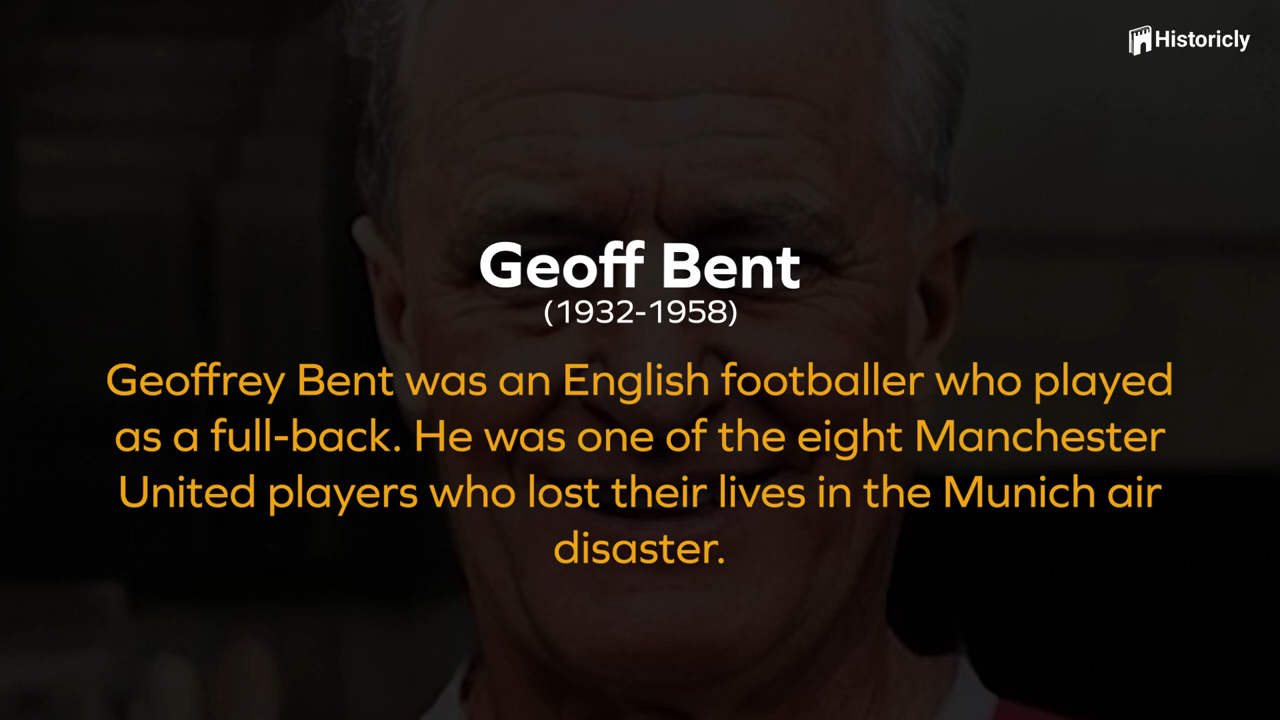 Historicly
Geoff Bent
(1932-1958)
Geoffrey Bent was an English footballer who played
as a full-back. He was one of the eight Manchester
United players who lost their lives in the Munich air
disaster.